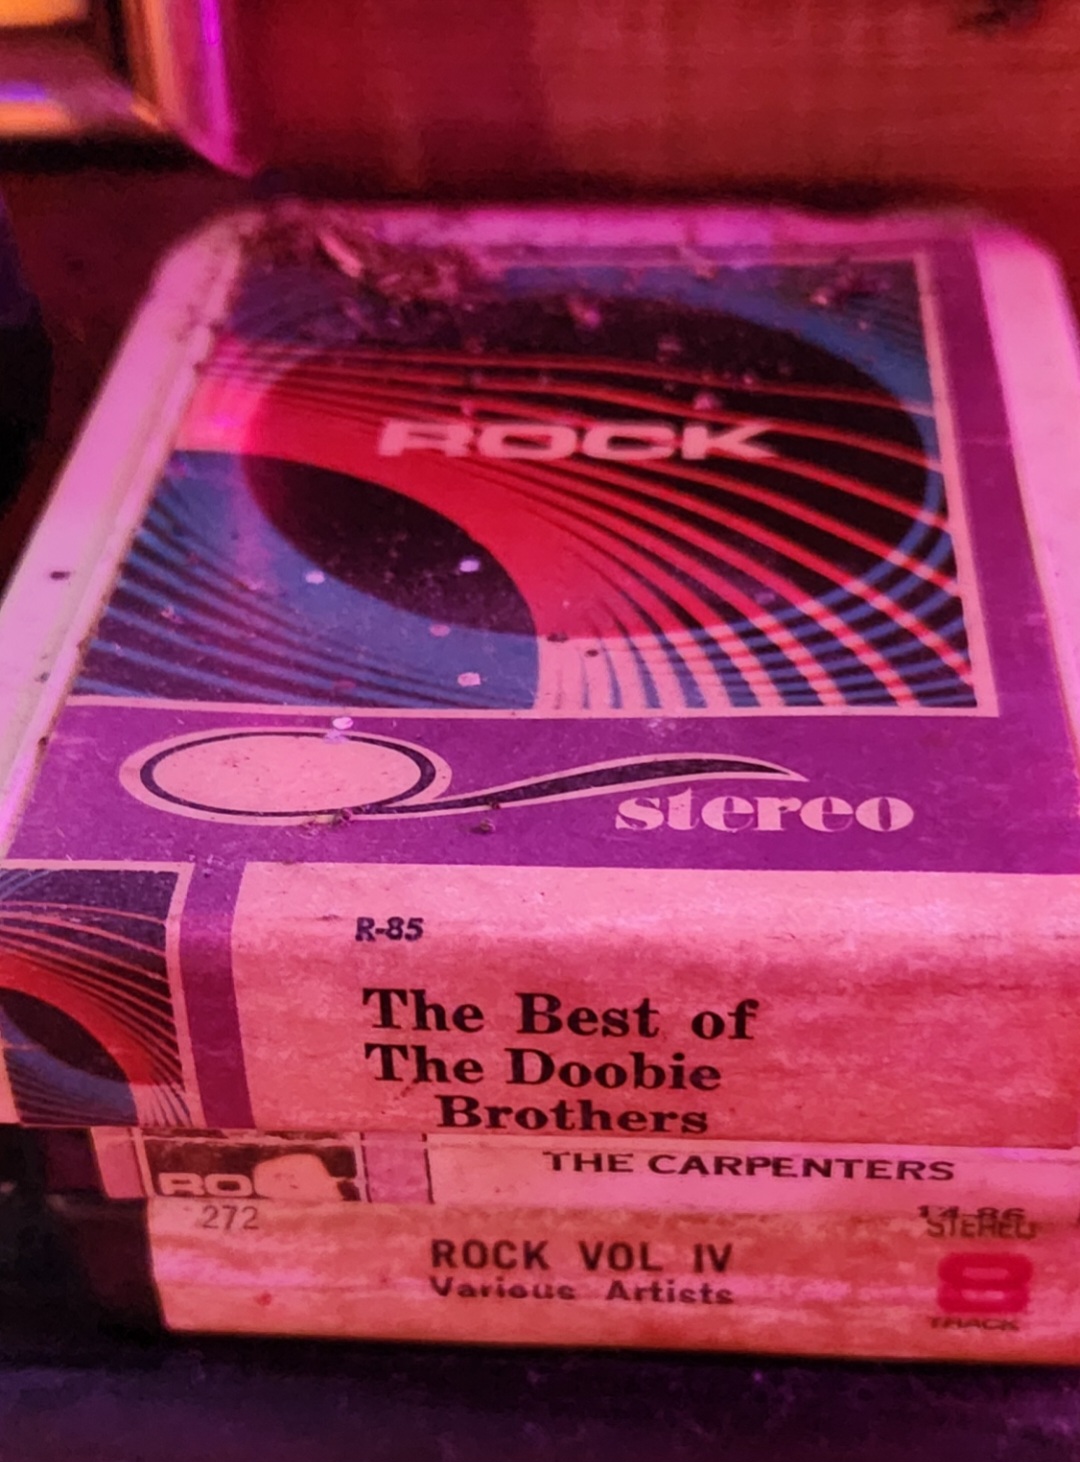 ROCK
stereo
R-85
The Best of
The Doobie
Brothers
THE CARPENTERS
272
STEREO
ROCK VOL IV
Various Artists
8
TRACK